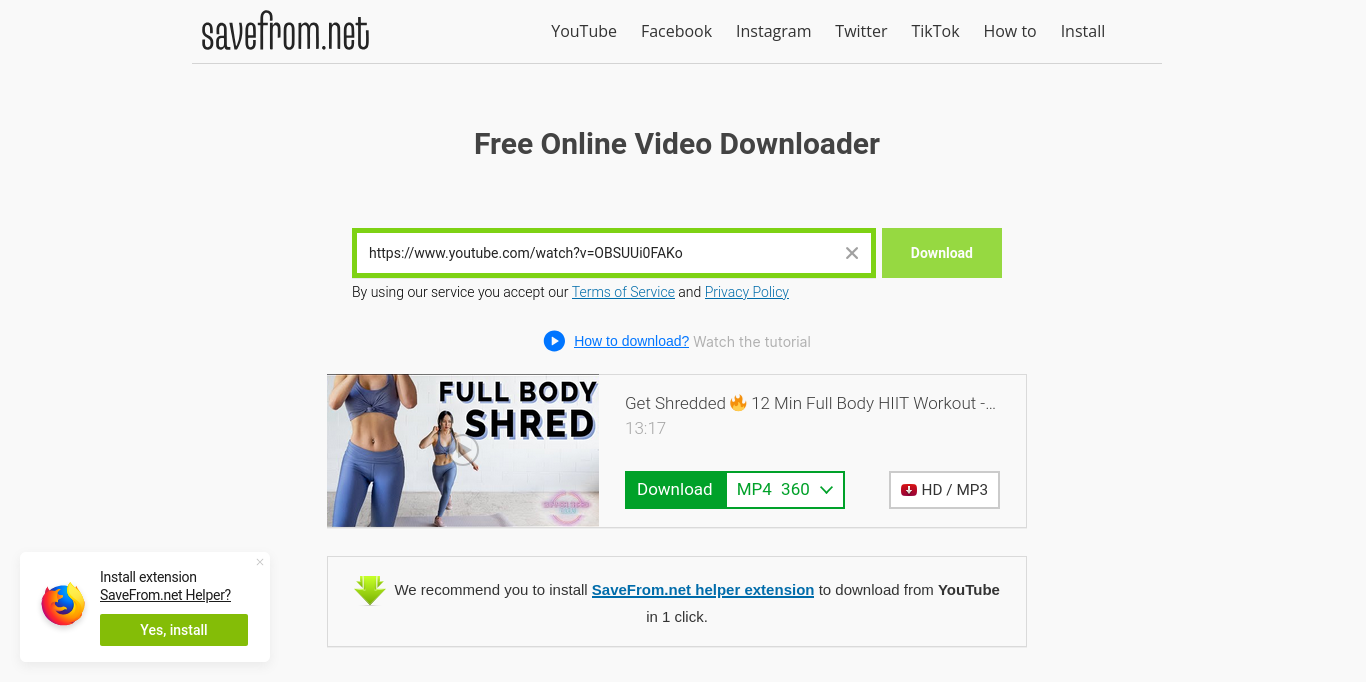 savefrom.net
YouTube Facebook Instagram Twitter TikTok How to Install
Free Online Video Downloader
https://www.youtube.com/watch?v=OBSUUi0FAKo
Download
By using our service you accept our Terms of Service and Privacy Policy
How to download? Watch the tutorial
FULL BODY
SHRED
Get Shredded 🔥 12 Min Full Body HIIT Workout -...
13:17
Download MP4 360
HD / MP3
We recommend you to install SaveFrom.net helper extension to download from YouTube
in 1 click.
Install extension
SaveFrom.net Helper?
Yes, install